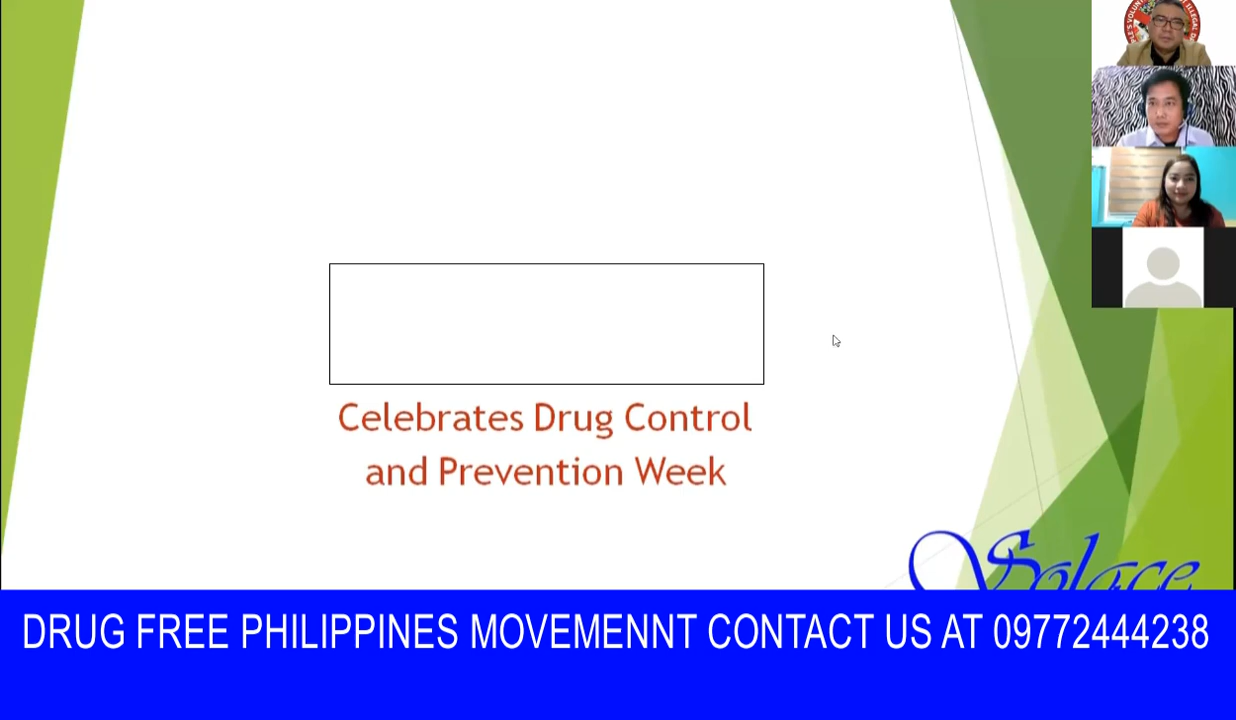 Celebrates Drug Control
and Prevention Week
Solace
DRUG FREE PHILIPPINES MOVEMENNT CONTACT US AT 09772444238